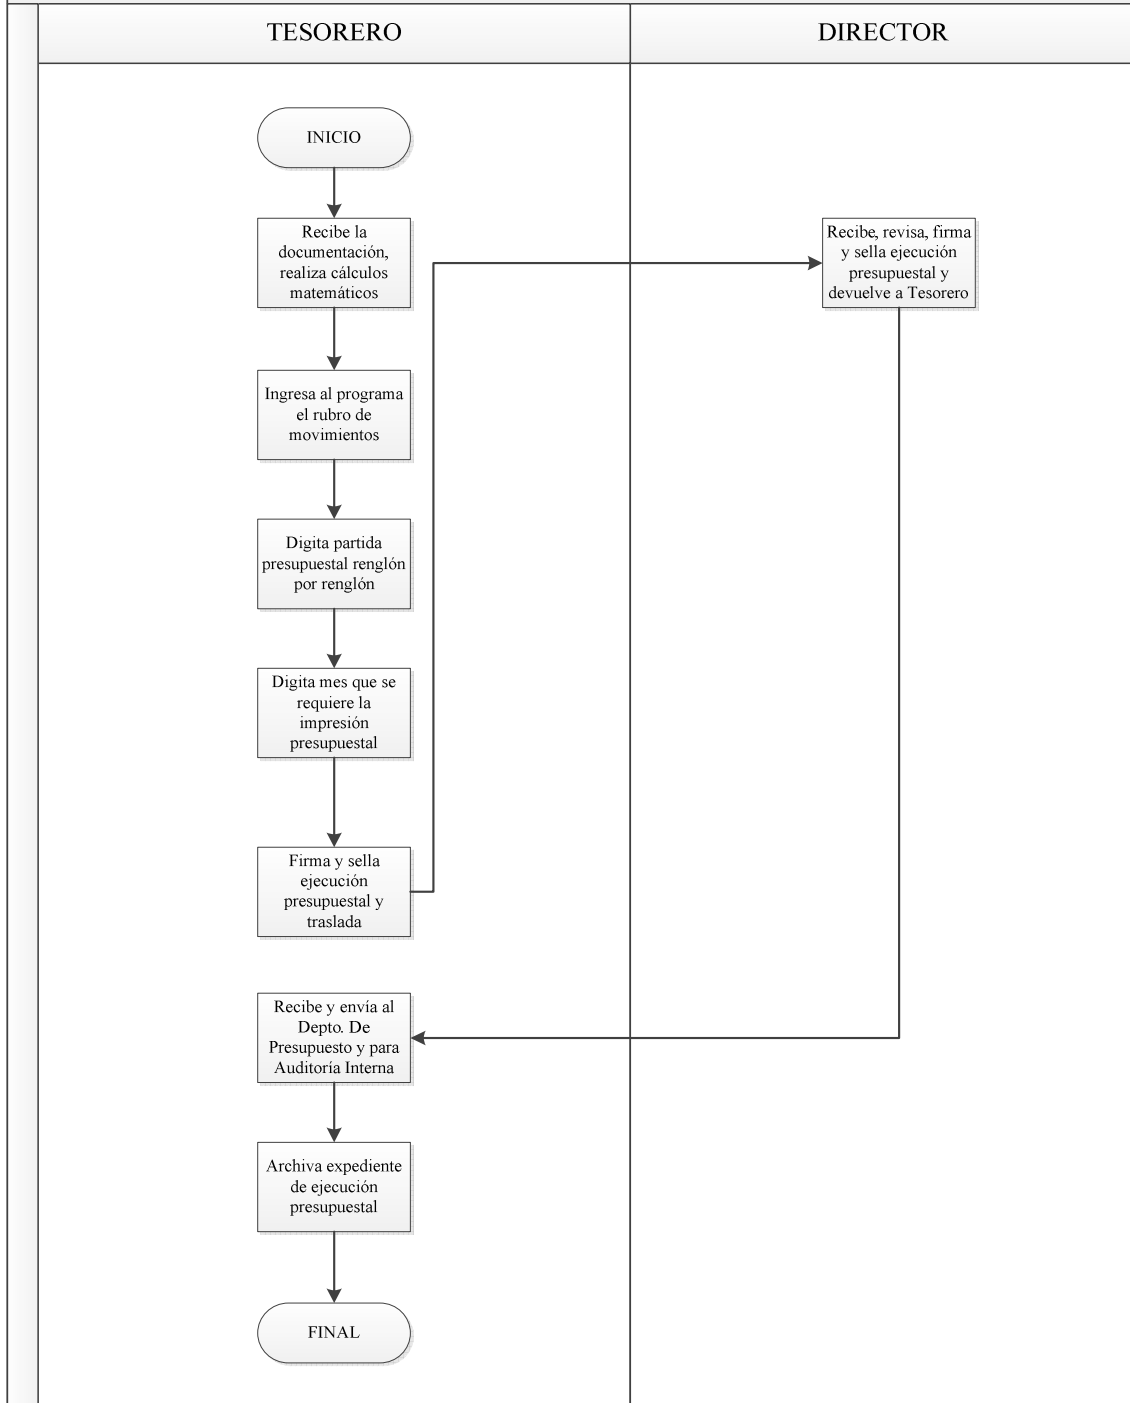 TESORERO
DIRECTOR
INICIO
Recibe la
documentación,
realiza cálculos
matemáticos
Ingresa al programa
el rubro de
movimientos
Digita partida
presupuestal renglón
por renglón
Digita mes que se
requiere la
impresión
presupuestal
Firma y sella
ejecución
presupuestal y
traslada
Recibe, revisa, firma
y sella ejecución
presupuestal y
devuelve a Tesorero
Recibe y envía al
Depto. De
Presupuesto y para
Auditoría Interna
Archiva expediente
de ejecución
presupuestal
FINAL